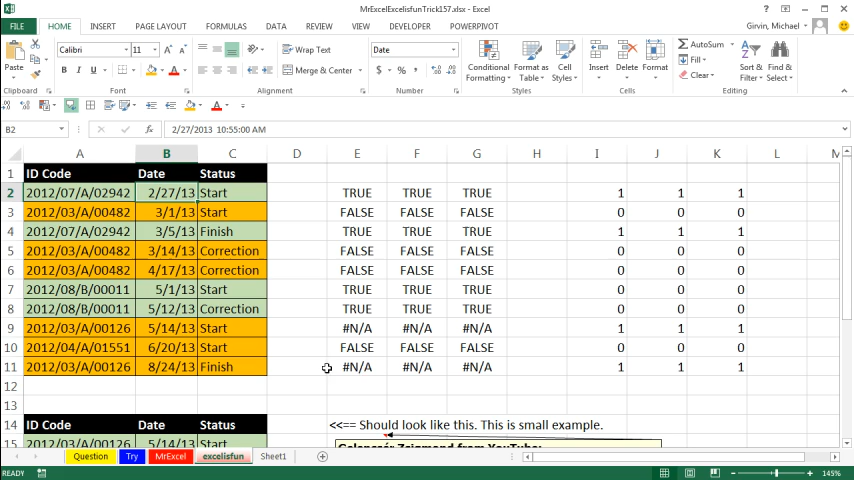 MrExcelExcelisfunTrick157.xlsx - Excel
FILE HOME INSERT PAGE LAYOUT FORMULAS DATA REVIEW VIEW DEVELOPER POWERPIVOT Girvin, Michael
Paste Calibri 11 Wrap Text Date Conditional Formatting Format as Table Cell Styles Insert Delete Format AutoSum Sort & Filter Find & Select
B I U Merge & Center $ % , Fill
Clear
Clipboard Font Alignment Number Styles Cells Editing
B2 fx 2/27/2013 10:55:00 AM
A B C D E F G H I J K L M
1 ID Code Date Status
2 2012/07/A/02942 2/27/13 Start TRUE TRUE TRUE 1 1 1
3 2012/03/A/00482 3/1/13 Start FALSE FALSE FALSE 0 0 0
4 2012/07/A/02942 3/5/13 Finish TRUE TRUE TRUE 1 1 1
5 2012/03/A/00482 3/14/13 Correction FALSE FALSE FALSE 0 0 0
6 2012/03/A/00482 4/17/13 Correction FALSE FALSE FALSE 0 0 0
7 2012/08/B/00011 5/1/13 Start TRUE TRUE TRUE 0 0 0
8 2012/08/B/00011 5/12/13 Correction TRUE TRUE TRUE 0 0 0
9 2012/03/A/00126 5/14/13 Start #N/A #N/A #N/A 1 1 1
10 2012/04/A/01551 6/20/13 Start FALSE FALSE FALSE 0 0 0
11 2012/03/A/00126 8/24/13 Finish #N/A #N/A #N/A 1 1 1
12
13
14 ID Code Date Status <<== Should look like this. This is small example.
15 2012/03/A/00126 5/14/13 Start
Question Try MrExcel excelisfun Sheet1
READY 145%